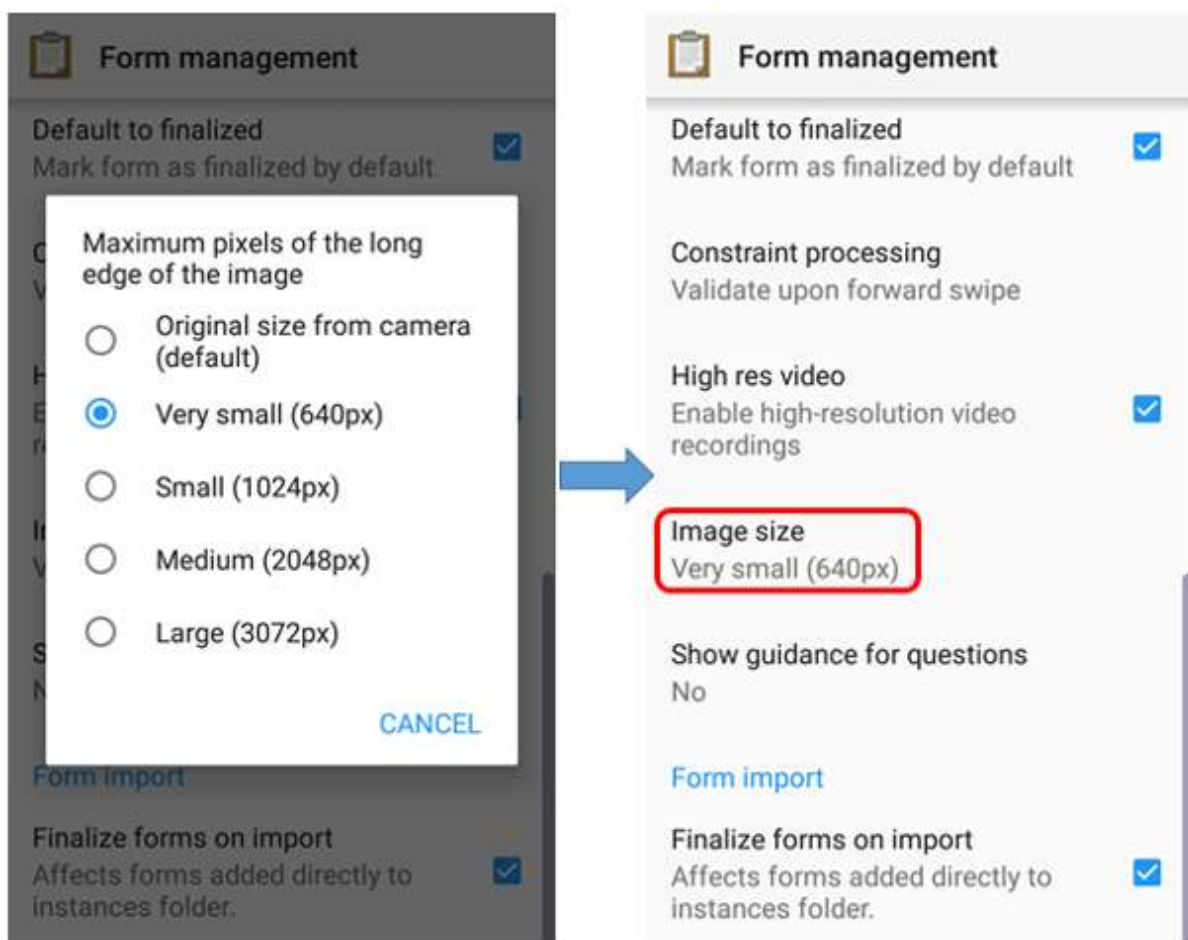 Form management
Default to finalized
Mark form as finalized by default
Maximum pixels of the long
edge of the image
Original size from camera
(default)
Very small (640px)
Small (1024px)
Medium (2048px)
Large (3072px)
CANCEL
Form import
Finalize forms on import
Affects forms added directly to
instances folder.
Form management
Default to finalized
Mark form as finalized by default
Constraint processing
Validate upon forward swipe
High res video
Enable high-resolution video
recordings
Image size
Very small (640px)
Show guidance for questions
No
Form import
Finalize forms on import
Affects forms added directly to
instances folder.